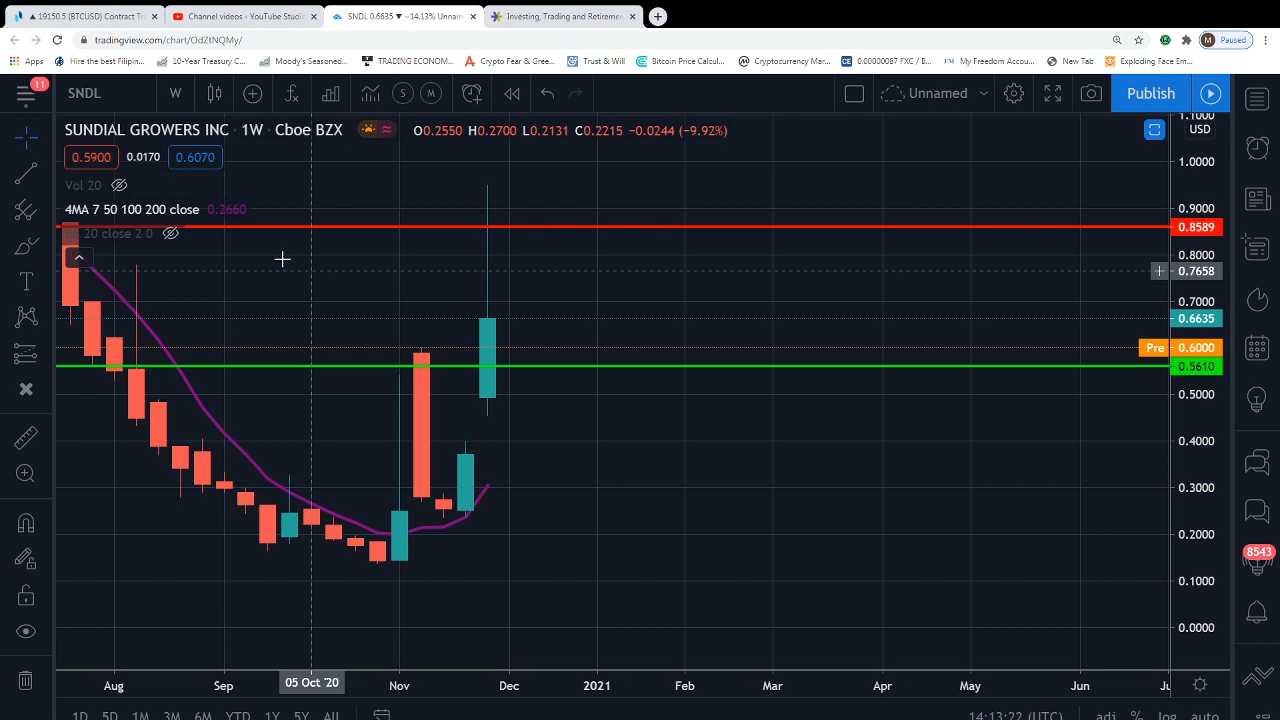 ▲ 19150.5 (BTCUSD) Contract Tr
Channel videos - YouTube Studio
SNDL 0.6635 ▼ −14.13% Unnam
Investing, Trading and Retireme
tradingview.com/chart/OdZtNQMy/
M Paused
Apps
Hire the best Filipin...
10-Year Treasury C...
Moody's Seasoned...
TRADING ECONOM...
Crypto Fear & Gree...
Trust & Will
Bitcoin Price Calcul...
Cryptocurrency Mar...
CE 0.00000087 FXC / B...
My Freedom Accou...
New Tab
Exploding Face Em...
11
SNDL
W
S
M
Unnamed
Publish
SUNDIAL GROWERS INC · 1W · Cboe BZX
O0.2550 H0.2700 L0.2131 C0.2215 −0.0244 (−9.92%)
USD
0.5900
0.0170
0.6070
Vol 20
4MA 7 50 100 200 close 0.2660
20 close 2 0
1.1000
1.0000
0.9000
0.8589
0.8000
0.7658
0.7000
0.6635
Pre 0.6000
0.5610
0.5000
0.4000
0.3000
0.2000
0.1000
0.0000
8543
Aug
Sep
05 Oct '20
Nov
Dec
2021
Feb
Mar
Apr
May
Jun
Ju
1D
5D
1M
3M
6M
YTD
1Y
5Y
All
14:13:22 (UTC)
adj
%
log
auto